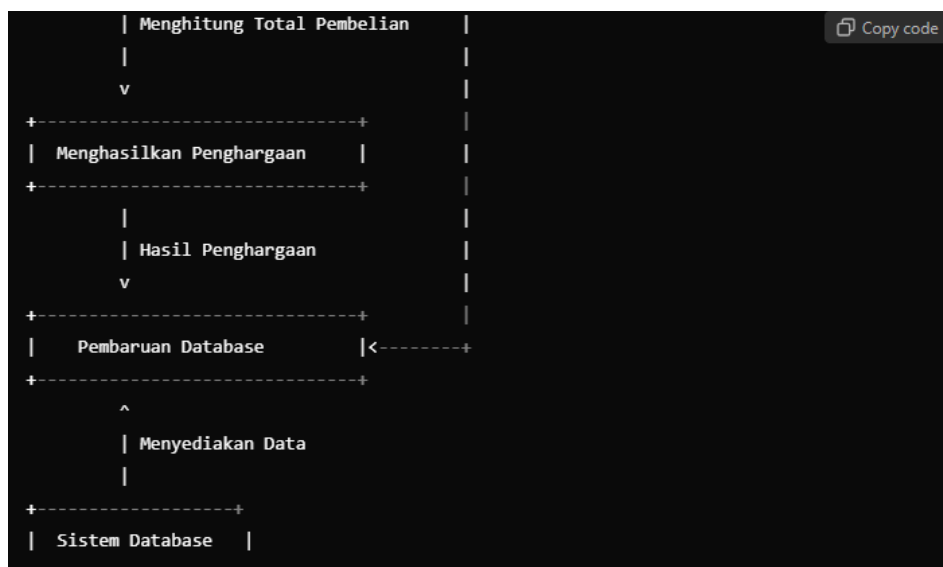 | Menghitung Total Pembelian |
Copy code
| |
v |
+-------------------------------+ |
| Menghasilkan Penghargaan | |
+-------------------------------+ |
| |
| Hasil Penghargaan |
v |
+-------------------------------+ |
| Pembaruan Database |<--------+
+-------------------------------+
^
| Menyediakan Data
|
+-------------------+
| Sistem Database |